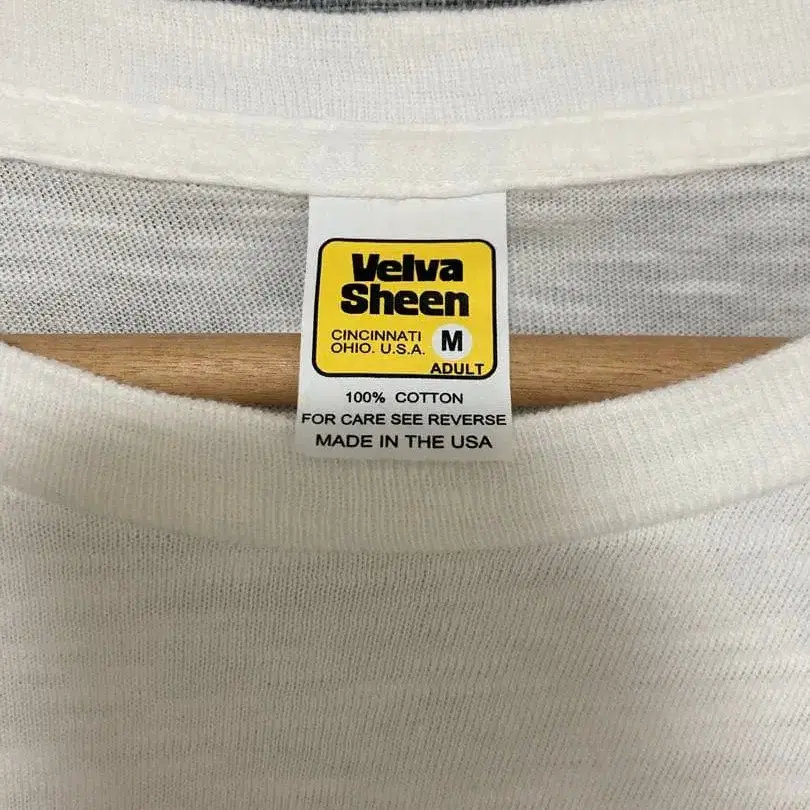 Velva
Sheen
CINCINNATI
OHIO. U.S.A.
M
ADULT
100% COTTON
FOR CARE SEE REVERSE
MADE IN THE USA